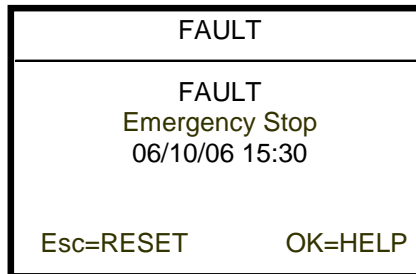 FAULT
FAULT
Emergency Stop
06/10/06 15:30
Esc=RESET OK=HELP